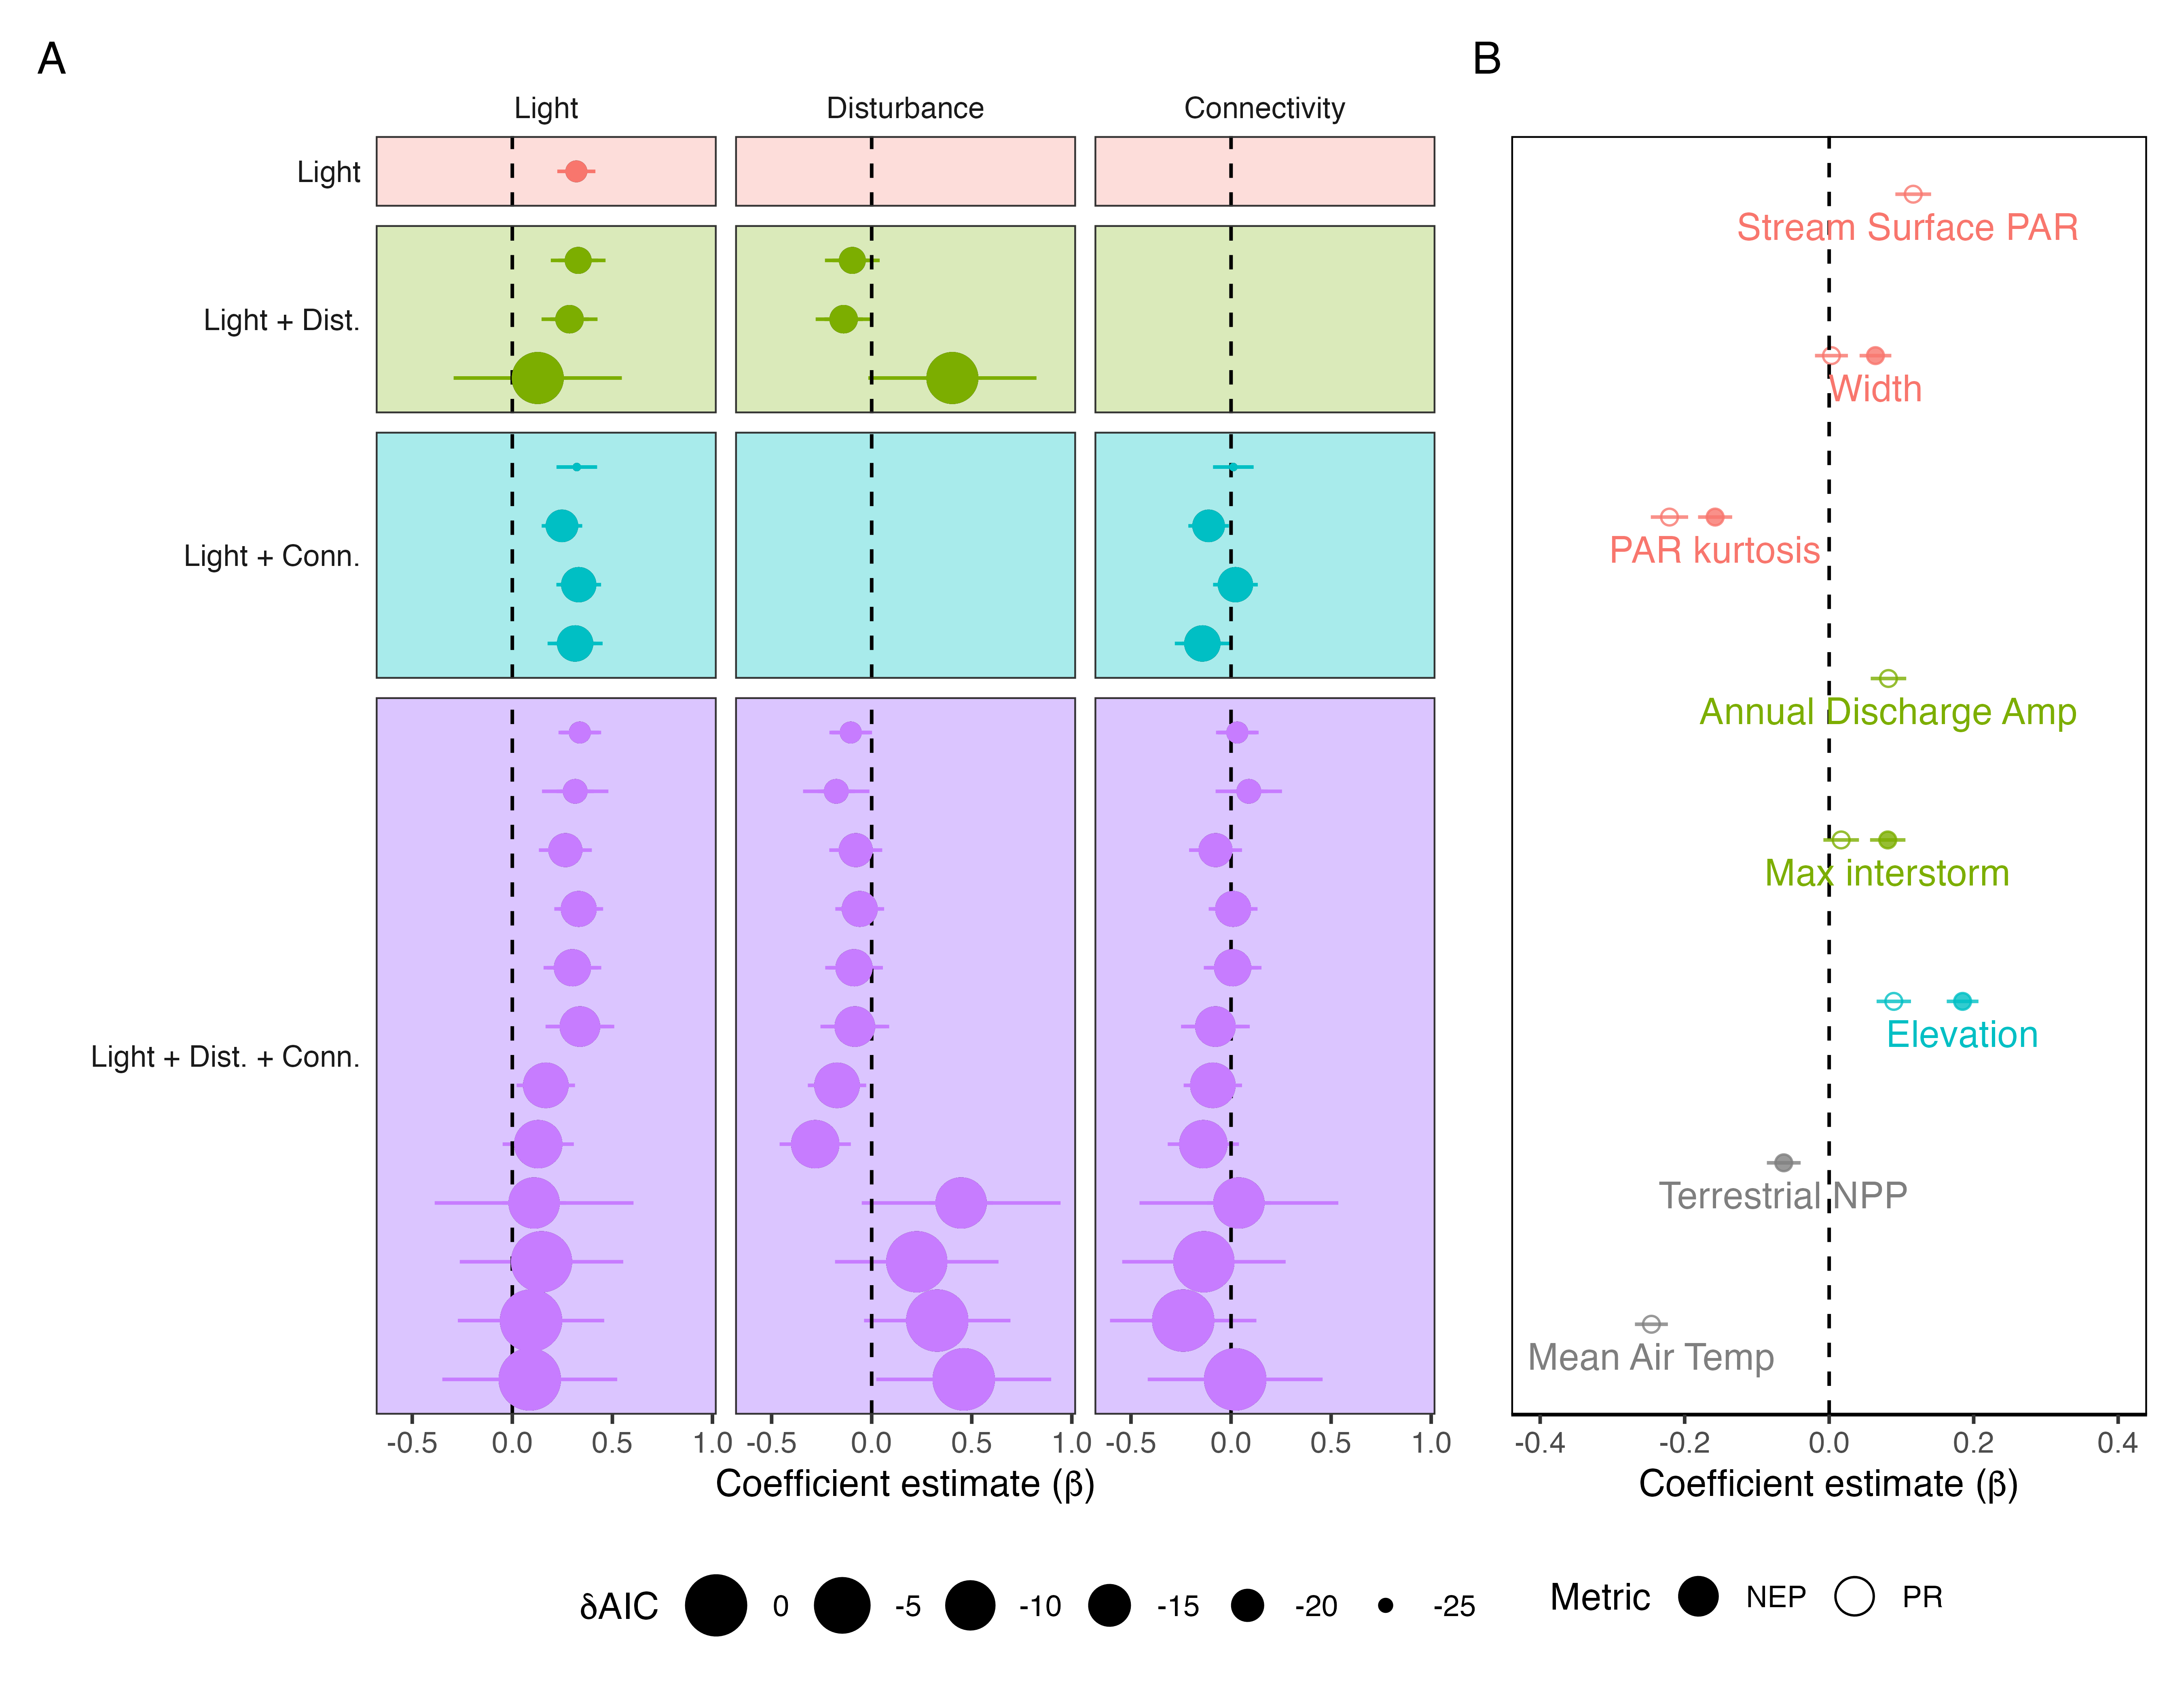 A
B
Light
Disturbance
Connectivity
Light
Light + Dist.
Light + Conn.
Light + Dist. + Conn.
-0.5 0.0 0.5 1.0 -0.5 0.0 0.5 1.0 -0.5 0.0 0.5 1.0
Coefficient estimate (β)
Stream Surface PAR
Width
PAR kurtosis
Annual Discharge Amp
Max interstorm
Elevation
Terrestrial NPP
Mean Air Temp
-0.4 -0.2 0.0 0.2 0.4
Coefficient estimate (β)
δAIC 0 -5 -10 -15 -20 -25
Metric NEP PR